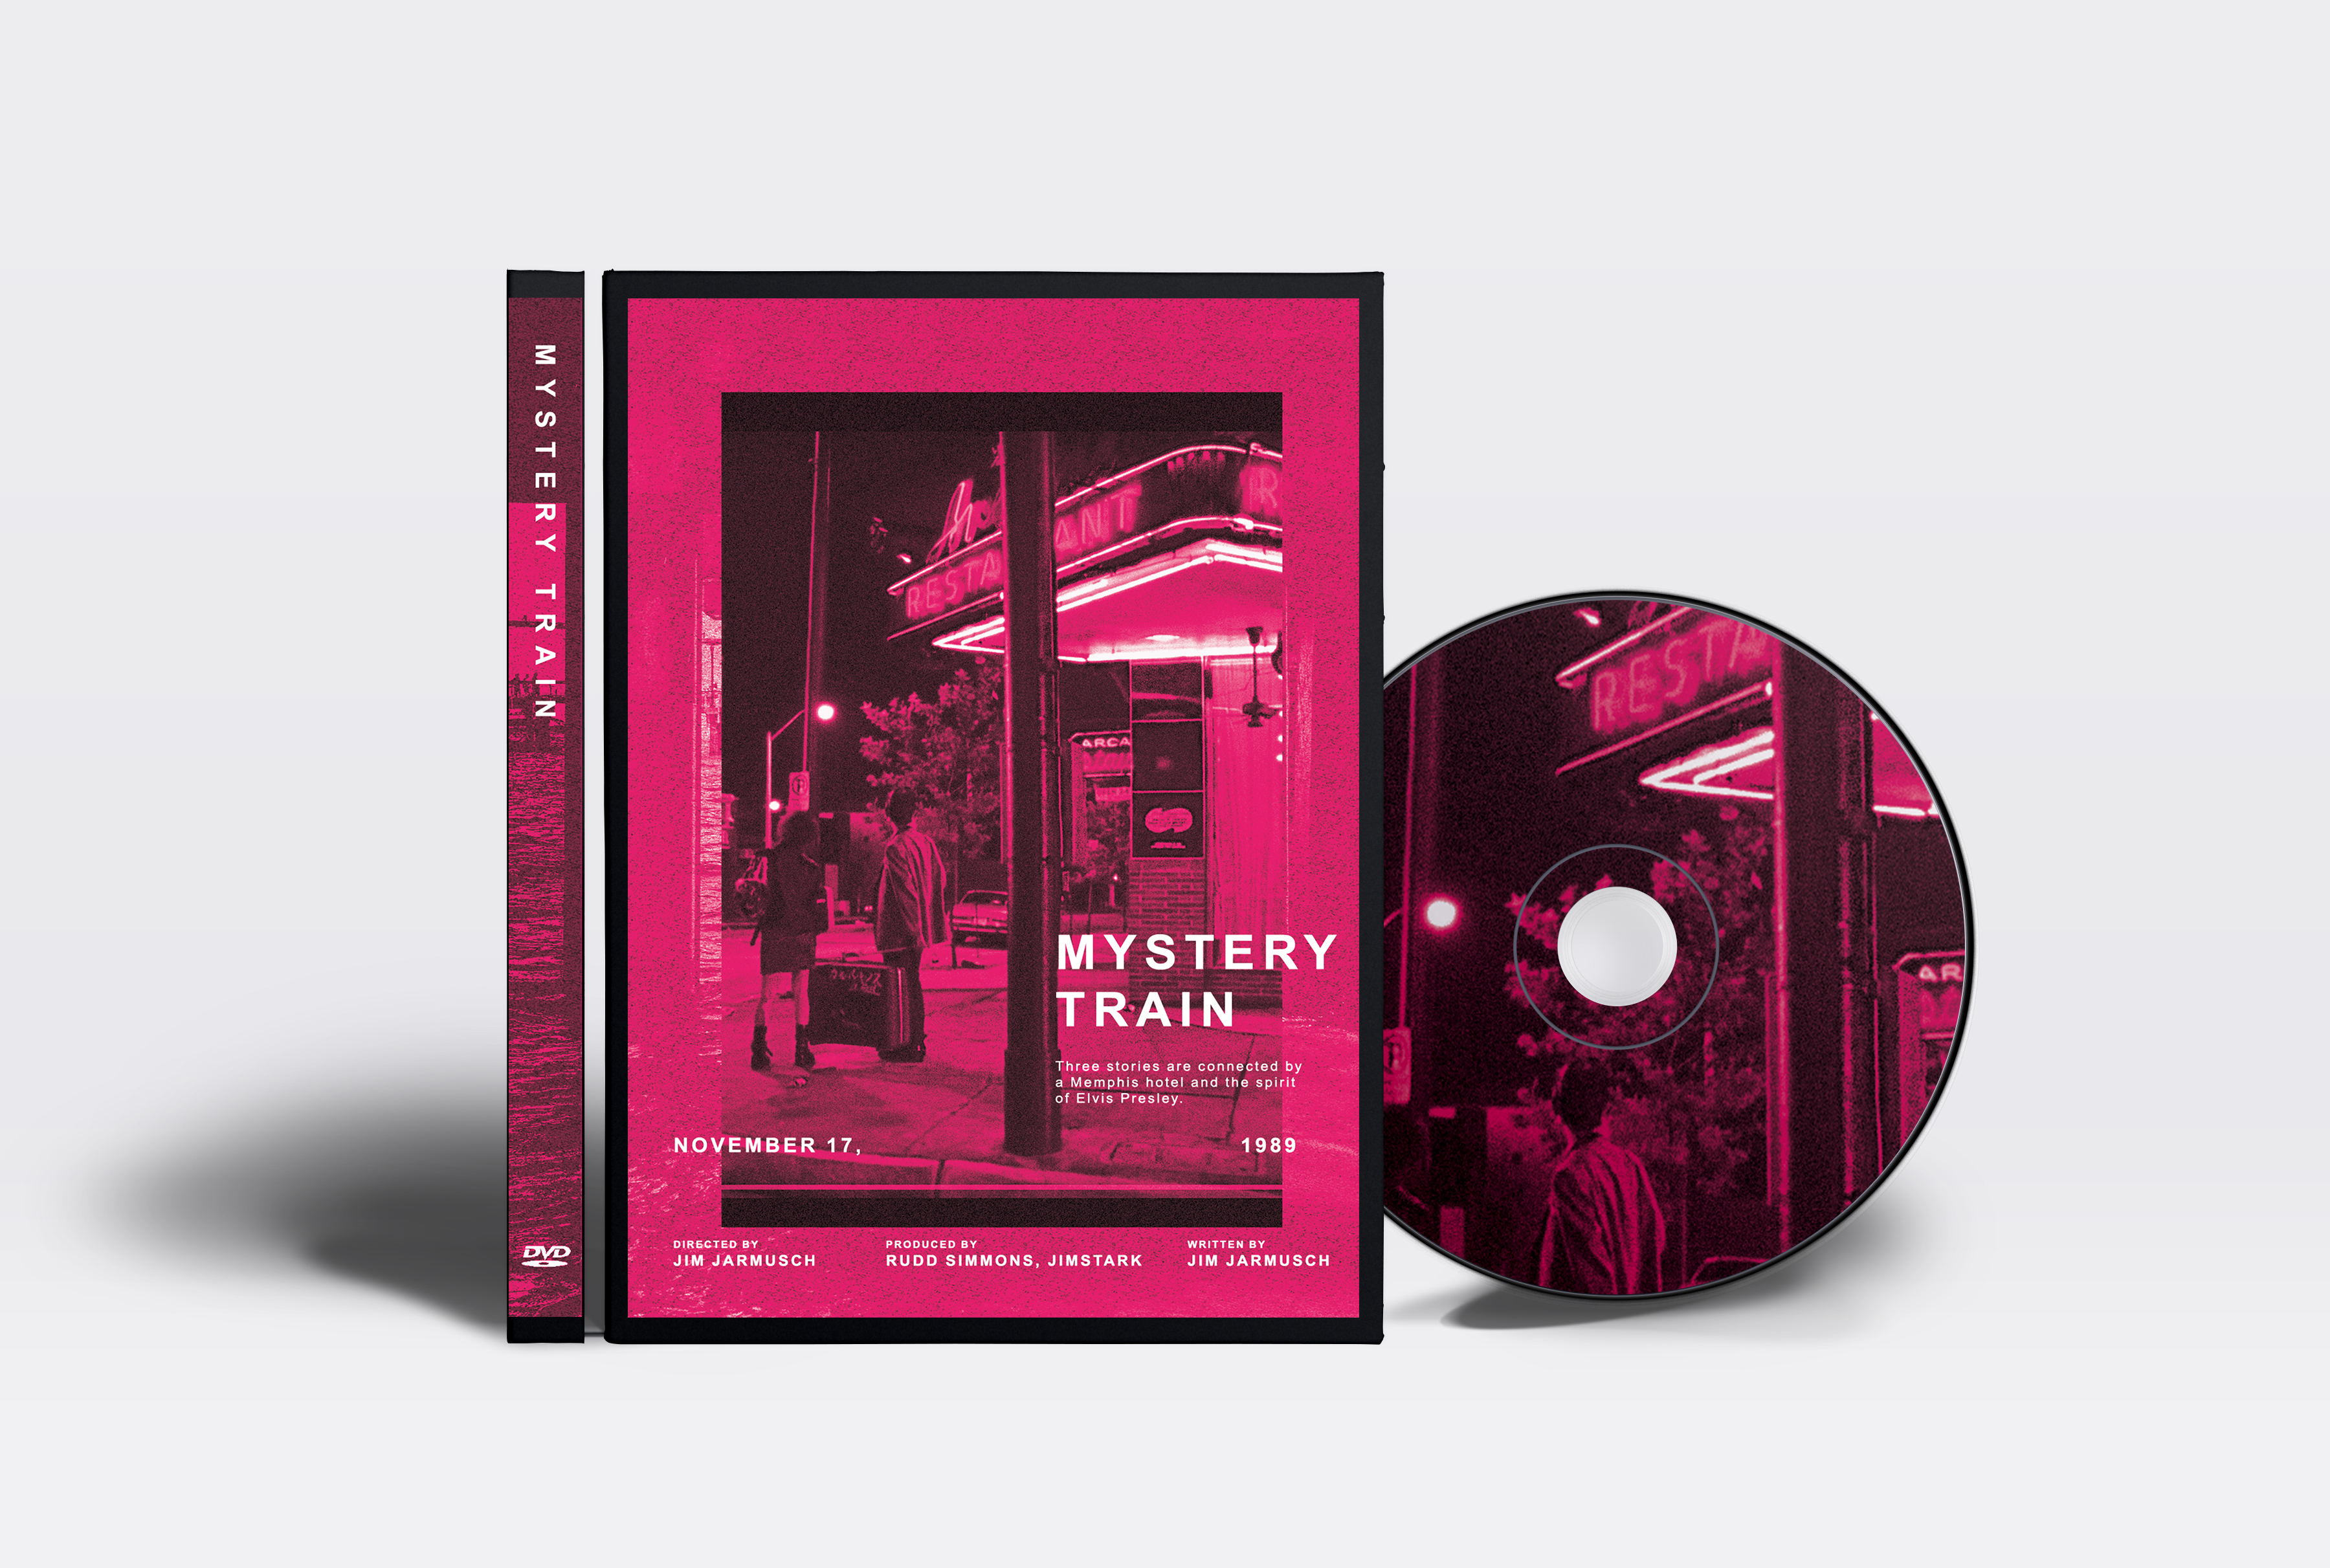 MYSTERY TRAIN
DVD
RESTA ANT
R
ARCA
MYSTERY
TRAIN
Three stories are connected by
a Memphis hotel and the spirit
of Elvis Presley.
NOVEMBER 17,
1989
DIRECTED BY
JIM JARMUSCH
PRODUCED BY
RUDD SIMMONS, JIMSTARK
WRITTEN BY
JIM JARMUSCH
RESTA
AR